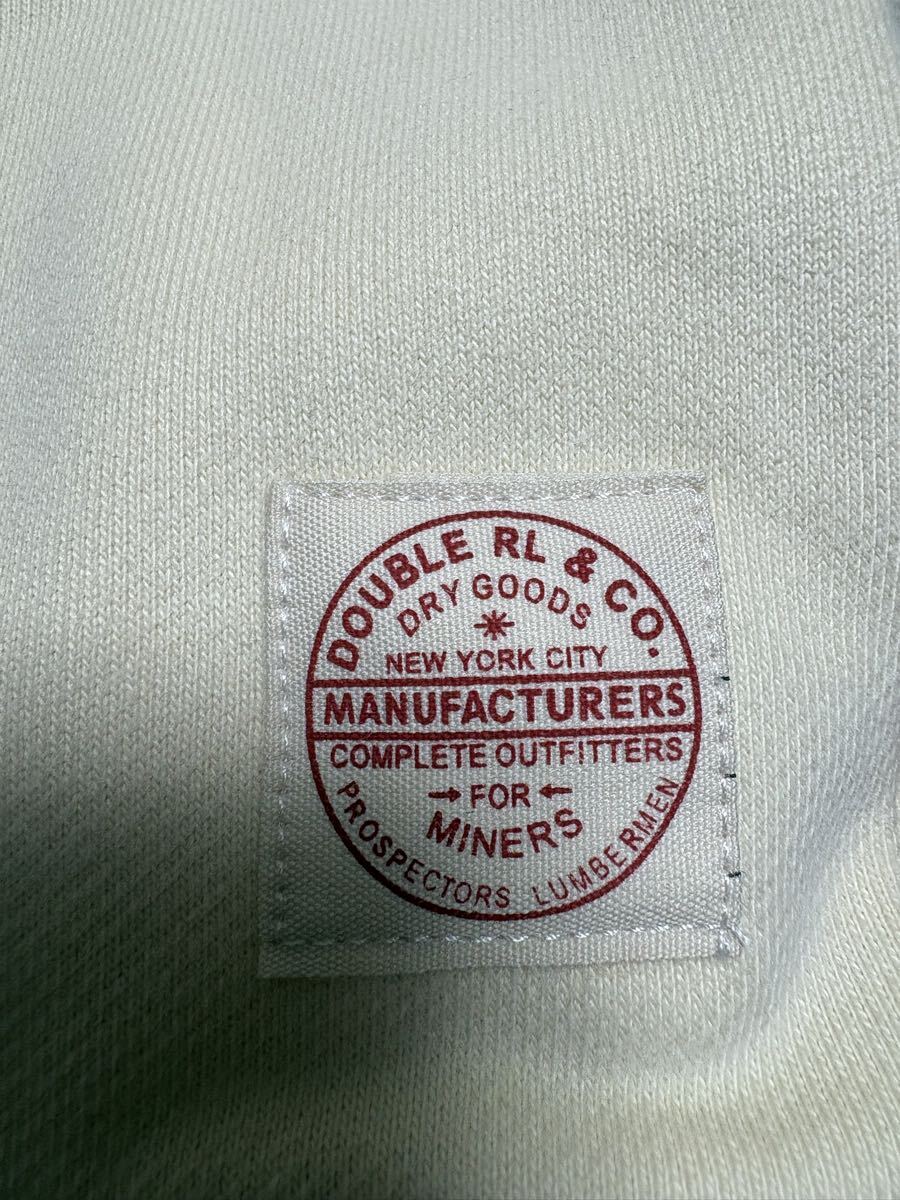 DOUBLE RL & CO.
DRY GOODS
NEW YORK CITY
MANUFACTURERS
COMPLETE OUTFITTERS
→ FOR ←
MINERS
PROSPECTORS LUMBERMEN